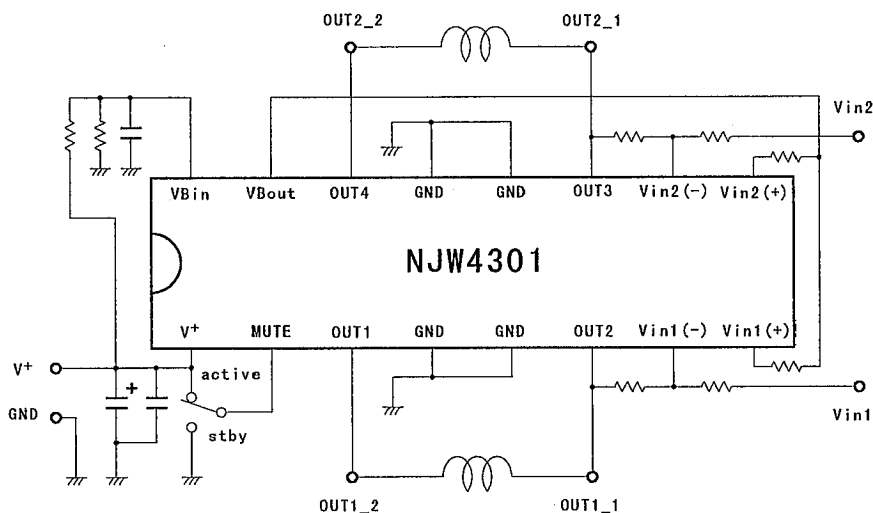 OUT2_2
OUT2_1
Vin2
VBin
VBout
OUT4
GND
GND
OUT3
Vin2(-)
Vin2(+)
NJW4301
V+
MUTE
OUT1
GND
GND
OUT2
Vin1(-)
Vin1(+)
V+
+
active
GND
stby
Vin1
OUT1_2
OUT1_1